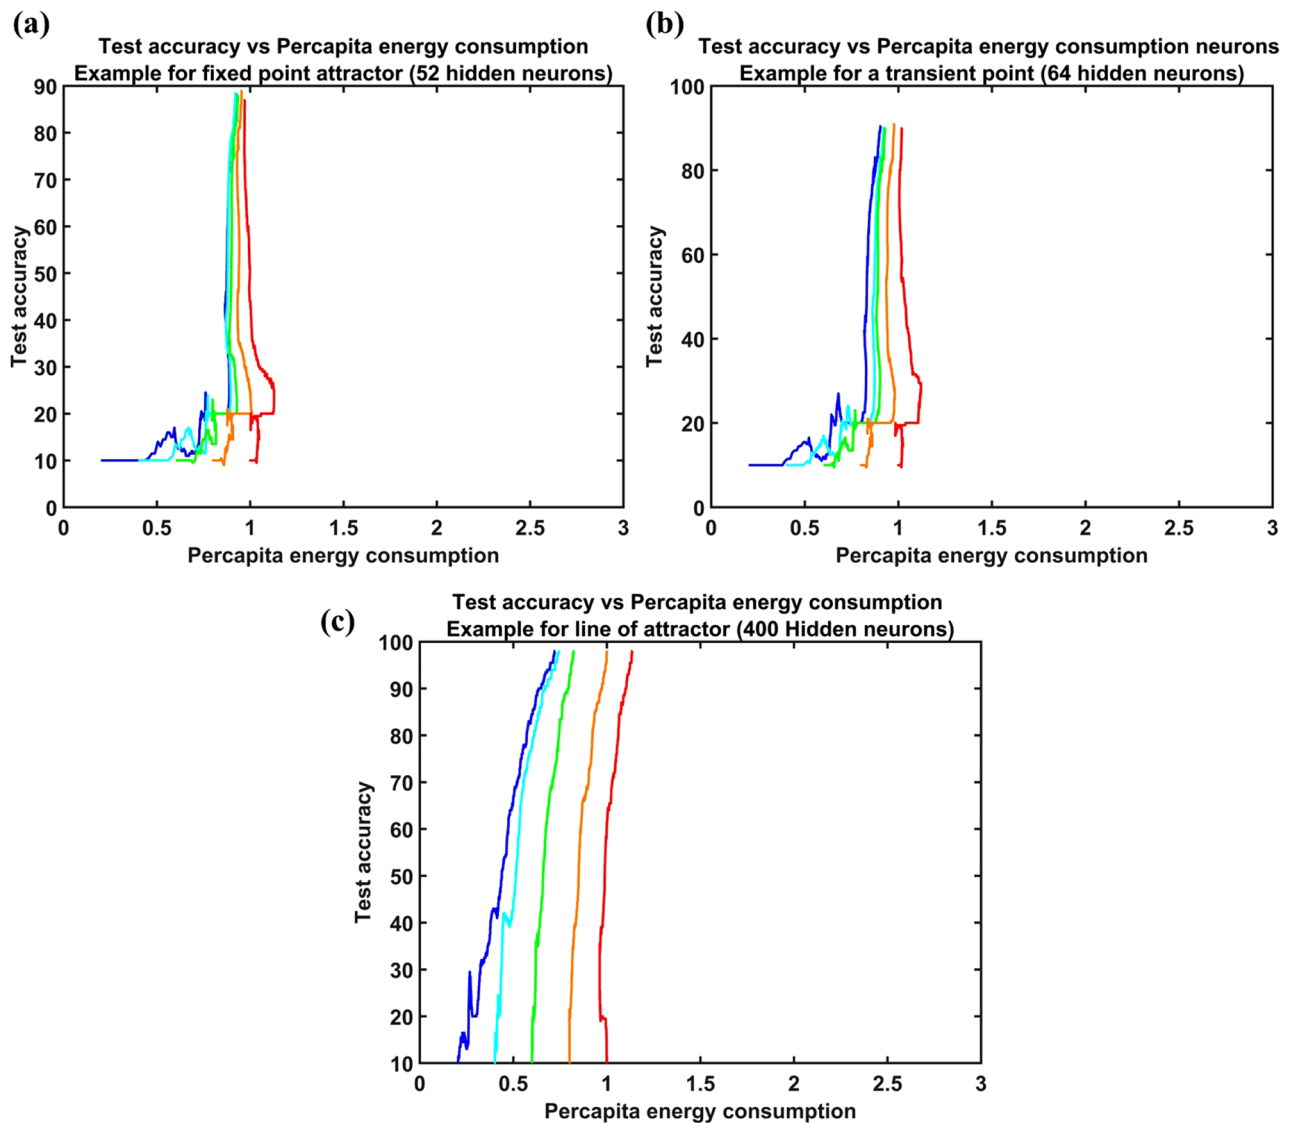 (a)
Test accuracy vs Percapita energy consumption
Example for fixed point attractor (52 hidden neurons)
90
80
70
60
50
40
30
20
10
0
Test accuracy
0 0.5 1 1.5 2 2.5 3
Percapita energy consumption
(b)
Test accuracy vs Percapita energy consumption neurons
Example for a transient point (64 hidden neurons)
100
80
60
40
20
0
Test accuracy
0 0.5 1 1.5 2 2.5 3
Percapita energy consumption
(c)
Test accuracy vs Percapita energy consumption
Example for line of attractor (400 Hidden neurons)
100
90
80
70
60
50
40
30
20
10
Test accuracy
0 0.5 1 1.5 2 2.5 3
Percapita energy consumption